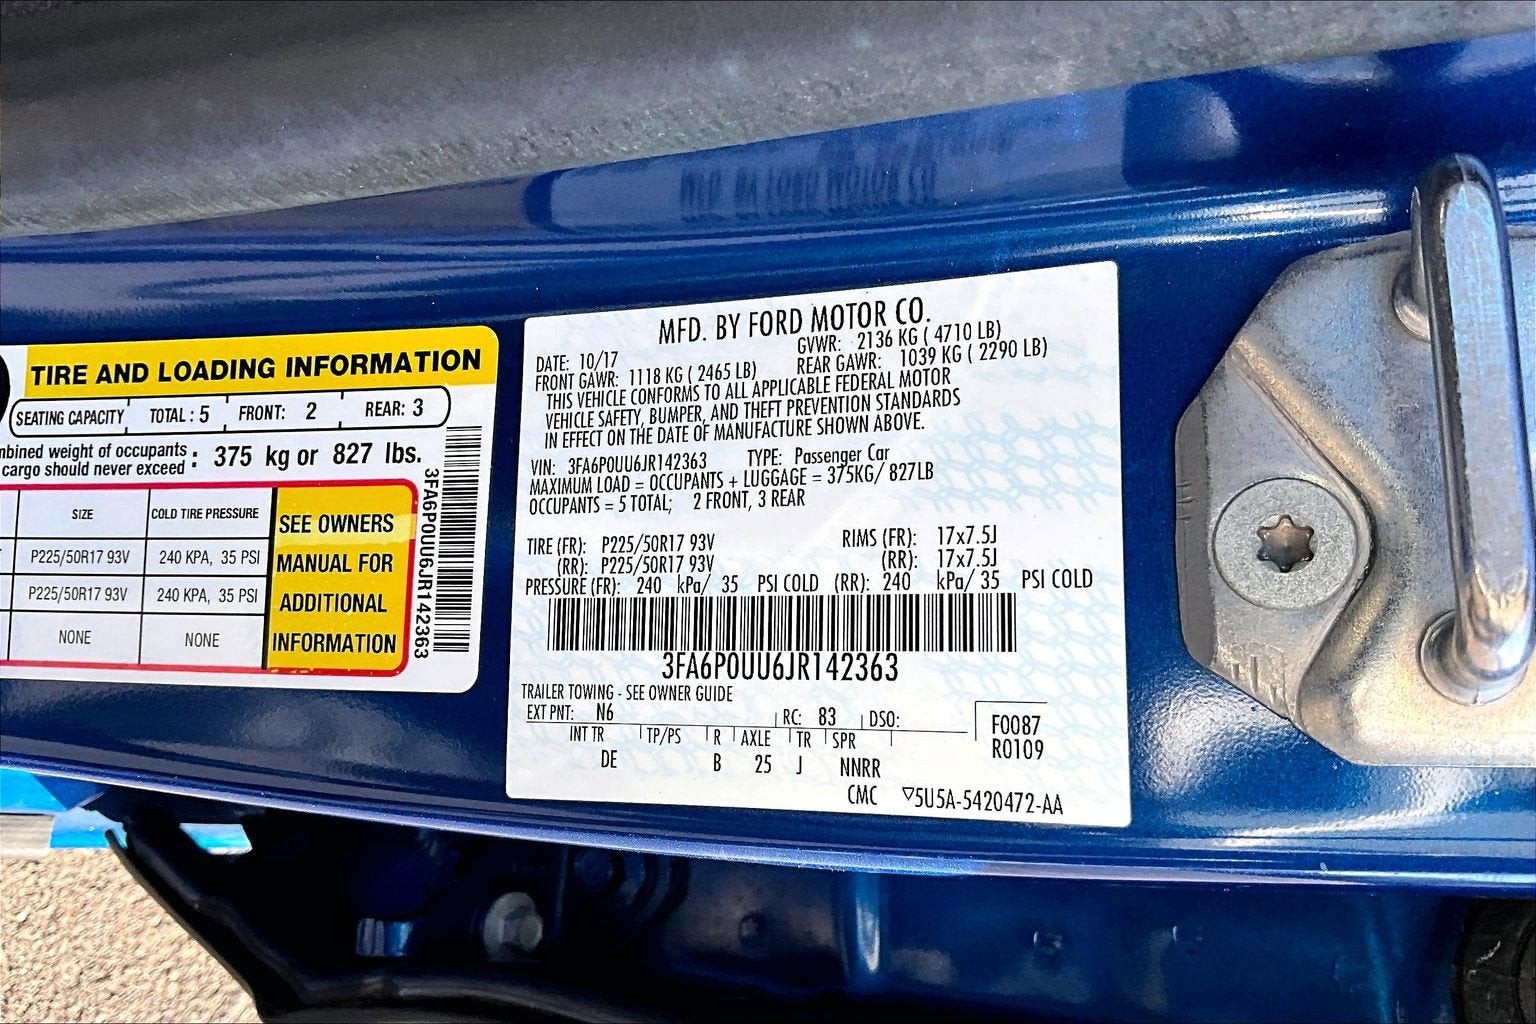 TIRE AND LOADING INFORMATION
SEATING CAPACITY TOTAL : 5 FRONT: 2 REAR: 3
mbined weight of occupants
cargo should never exceed : 375 kg or 827 lbs.
SIZE COLD TIRE PRESSURE
P225/50R17 93V 240 KPA, 35 PSI
P225/50R17 93V 240 KPA, 35 PSI
NONE NONE
SEE OWNERS
MANUAL FOR
ADDITIONAL
INFORMATION
3FA6P0UU6JR142363
MFD. BY FORD MOTOR CO.
DATE: 10/17 GVWR: 2136 KG ( 4710 LB)
FRONT GAWR: 1118 KG ( 2465 LB) REAR GAWR: 1039 KG ( 2290 LB)
THIS VEHICLE CONFORMS TO ALL APPLICABLE FEDERAL MOTOR
VEHICLE SAFETY, BUMPER, AND THEFT PREVENTION STANDARDS
IN EFFECT ON THE DATE OF MANUFACTURE SHOWN ABOVE.
VIN: 3FA6P0UU6JR142363 TYPE: Passenger Car
MAXIMUM LOAD = OCCUPANTS + LUGGAGE = 375KG/ 827LB
OCCUPANTS = 5 TOTAL; 2 FRONT, 3 REAR
TIRE (FR): P225/50R17 93V RIMS (FR): 17x7.5J
(RR): P225/50R17 93V (RR): 17x7.5J
PRESSURE (FR): 240 kPa/ 35 PSI COLD (RR): 240 kPa/ 35 PSI COLD
3FA6P0UU6JR142363
TRAILER TOWING - SEE OWNER GUIDE
EXT PNT: N6 RC: 83 DSO: F0087
INT TR TP/PS R AXLE TR SPR R0109
DE B 25 J NNRR
CMC ▽5U5A-5420472-AA